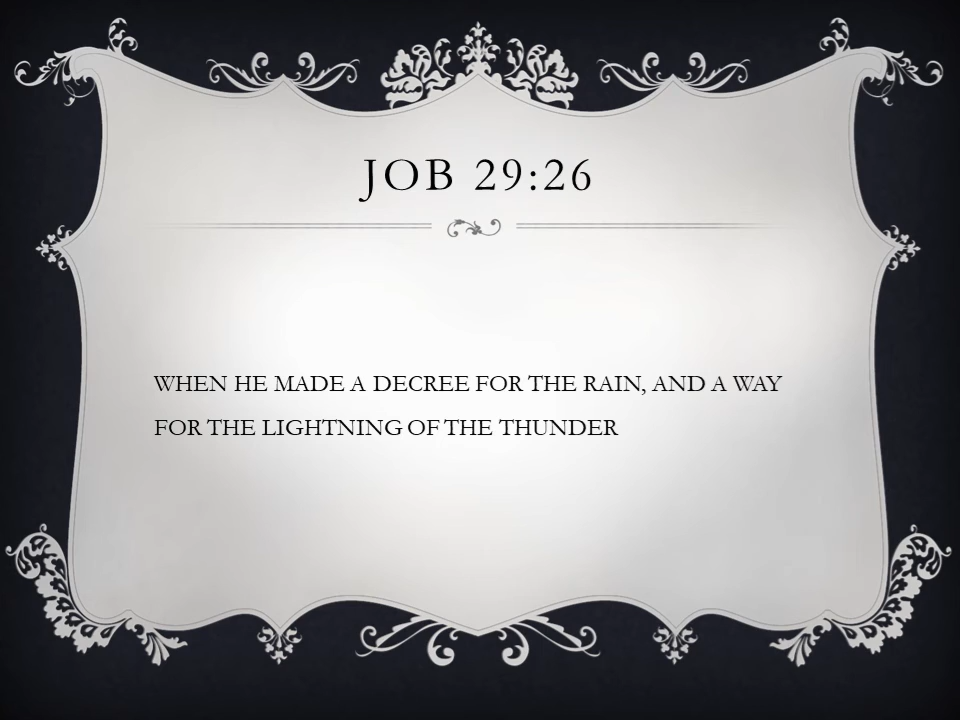 JOB 29:26
WHEN HE MADE A DECREE FOR THE RAIN, AND A WAY
FOR THE LIGHTNING OF THE THUNDER